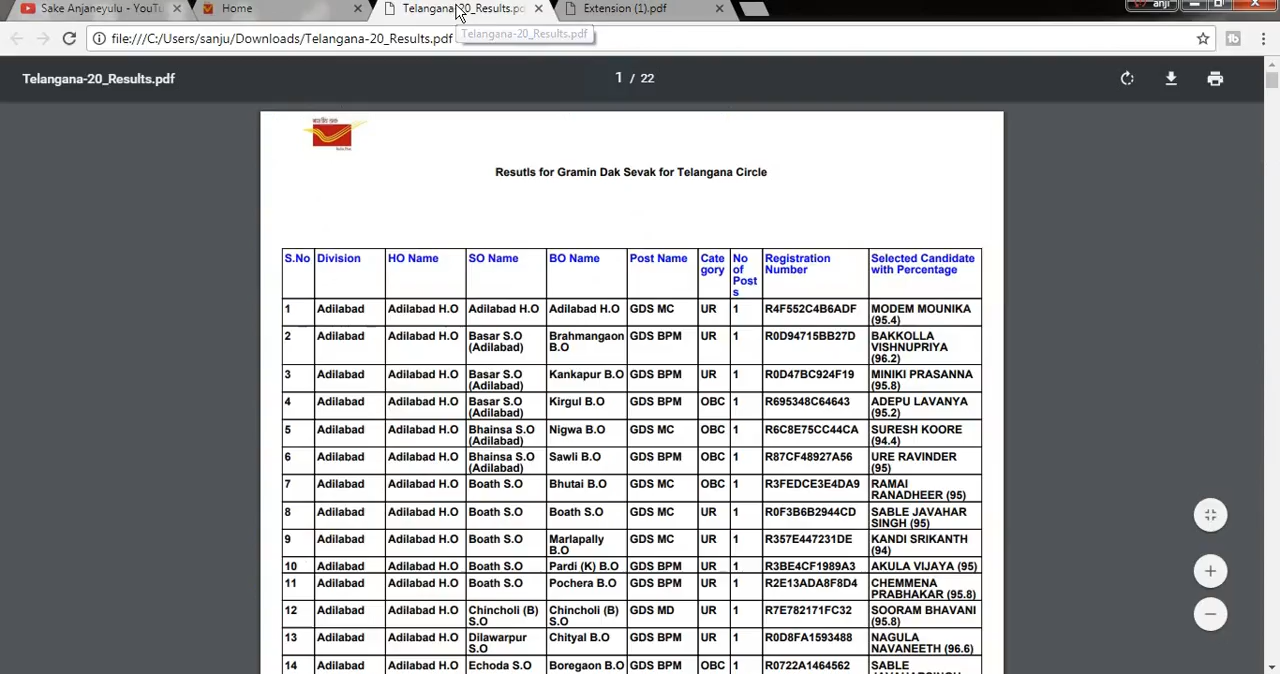 Sake Anjaneyulu - YouTu
Home
Telangana-20_Results.pd
Extension (1).pdf
anji
file:///C:/Users/sanju/Downloads/Telangana-20_Results.pdf
Telangana-20_Results.pdf
Telangana-20_Results.pdf
1 / 22
Resutls for Gramin Dak Sevak for Telangana Circle
S.No Division HO Name SO Name BO Name Post Name Cate No Registration Selected Candidate
gory of Number with Percentage
Post
s
1 Adilabad Adilabad H.O Adilabad H.O Adilabad H.O GDS MC UR 1 R4F552C4B6ADF MODEM MOUNIKA
(95.4)
2 Adilabad Adilabad H.O Basar S.O Brahmangaon GDS BPM UR 1 R0D94715BB27D BAKKOLLA
(Adilabad) B.O VISHNUPRIYA
(96.2)
3 Adilabad Adilabad H.O Basar S.O Kankapur B.O GDS BPM UR 1 R0D47BC924F19 MINIKI PRASANNA
(Adilabad) (95.8)
4 Adilabad Adilabad H.O Basar S.O Kirgul B.O GDS BPM OBC 1 R695348C64643 ADEPU LAVANYA
(Adilabad) (95.2)
5 Adilabad Adilabad H.O Bhainsa S.O Nigwa B.O GDS MC OBC 1 R6C8E75CC44CA SURESH KOORE
(Adilabad) (94.4)
6 Adilabad Adilabad H.O Bhainsa S.O Sawli B.O GDS BPM OBC 1 R87CF48927A56 URE RAVINDER
(Adilabad) (95)
7 Adilabad Adilabad H.O Boath S.O Bhutai B.O GDS MC OBC 1 R3FEDCE3E4DA9 RAMAI
RANADHEER (95)
8 Adilabad Adilabad H.O Boath S.O Boath S.O GDS MC UR 1 R0F3B6B2944CD SABLE JAVAHAR
SINGH (95)
9 Adilabad Adilabad H.O Boath S.O Marlapally GDS MC UR 1 R357E447231DE KANDI SRIKANTH
B.O (94)
10 Adilabad Adilabad H.O Boath S.O Pardi (K) B.O GDS BPM UR 1 R3BE4CF1989A3 AKULA VIJAYA (95)
11 Adilabad Adilabad H.O Boath S.O Pochera B.O GDS BPM UR 1 R2E13ADA8F8D4 CHEMMENA
PRABHAKAR (95.8)
12 Adilabad Adilabad H.O Chincholi (B) Chincholi (B) GDS MD UR 1 R7E782171FC32 SOORAM BHAVANI
S.O S.O (95.8)
13 Adilabad Adilabad H.O Dilawarpur Chityal B.O GDS BPM UR 1 R0D8FA1593488 NAGULA
S.O NAVANEETH (96.6)
14 Adilabad Adilabad H.O Echoda S.O Boregaon B.O GDS BPM OBC 1 R0722A1464562 SABLE